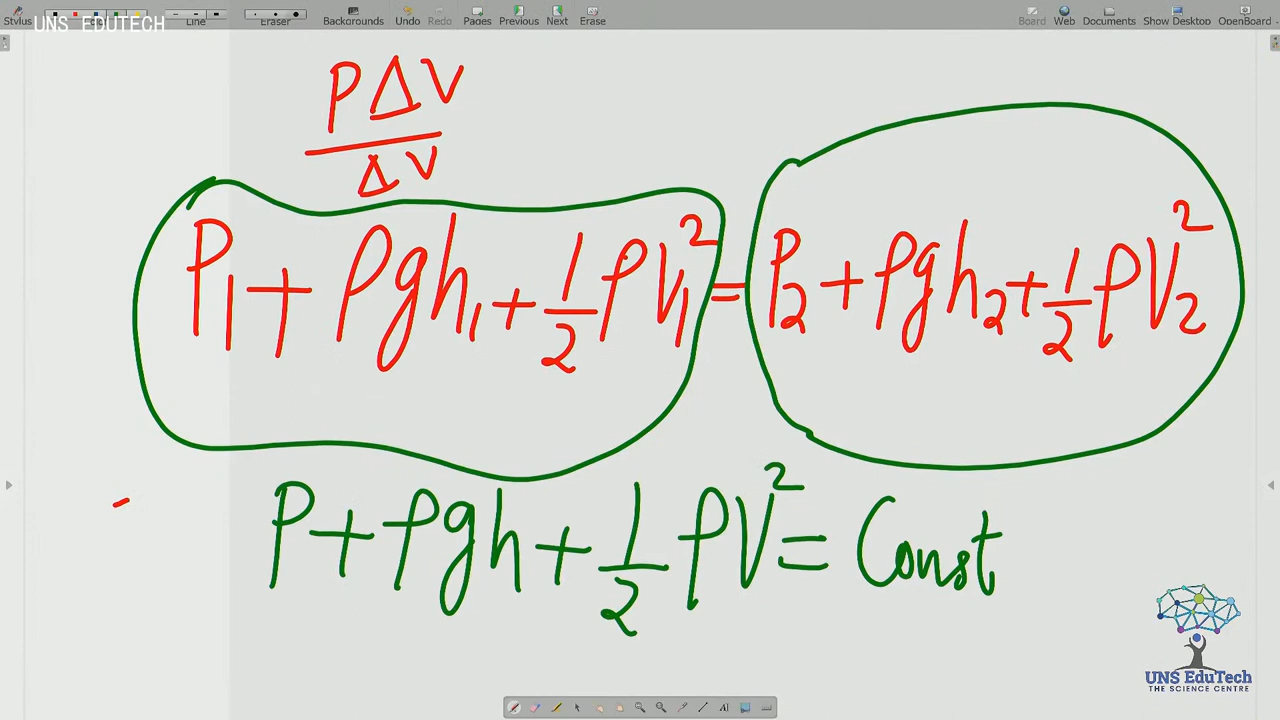 Stylus
Line
Eraser
Backgrounds
Undo
Redo
Pages
Previous
Next
Erase
Board
Web
Documents
Show Desktop
OpenBoard
UNS EDUTECH
PΔV
ΔV
P₁ + ρgh₁ + 1/2 ρV₁² = P₂ + ρgh₂ + 1/2 ρV₂²
P + ρgh + 1/2 ρV² = Const
UNS EduTech
THE SCIENCE CENTRE